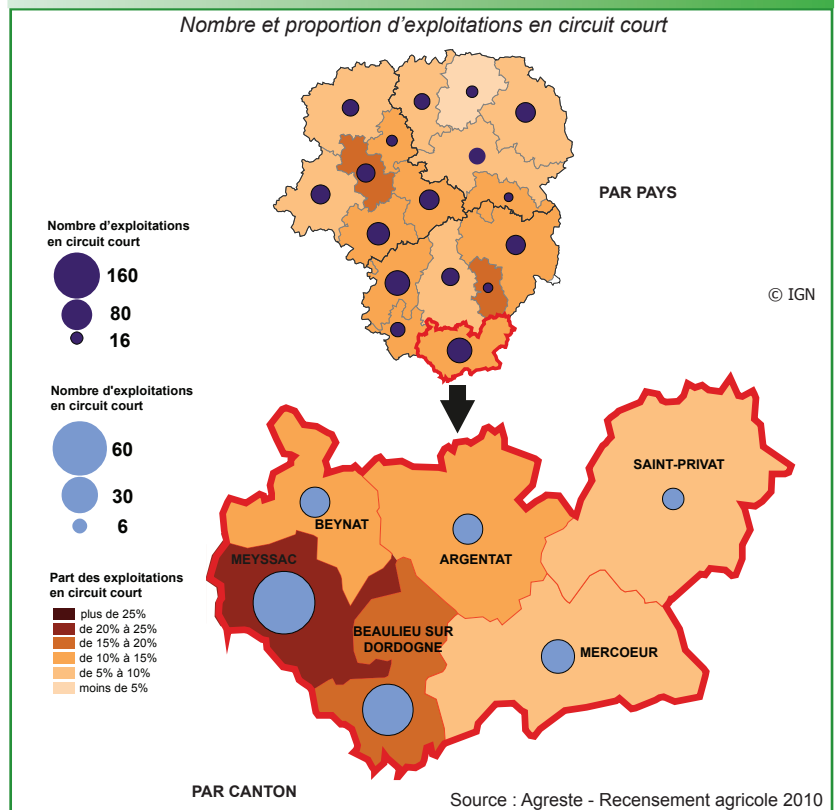 Nombre et proportion d'exploitations en circuit court
PAR PAYS
Nombre d'exploitations
en circuit court
160
80
16
© IGN
Nombre d'exploitations
en circuit court
60
30
6
SAINT-PRIVAT
BEYNAT
ARGENTAT
MEYSSAC
BEAULIEU SUR
DORDOGNE
MERCOEUR
Part des exploitations
en circuit court
plus de 25%
de 20% à 25%
de 15% à 20%
de 10% à 15%
de 5% à 10%
moins de 5%
PAR CANTON
Source : Agreste - Recensement agricole 2010